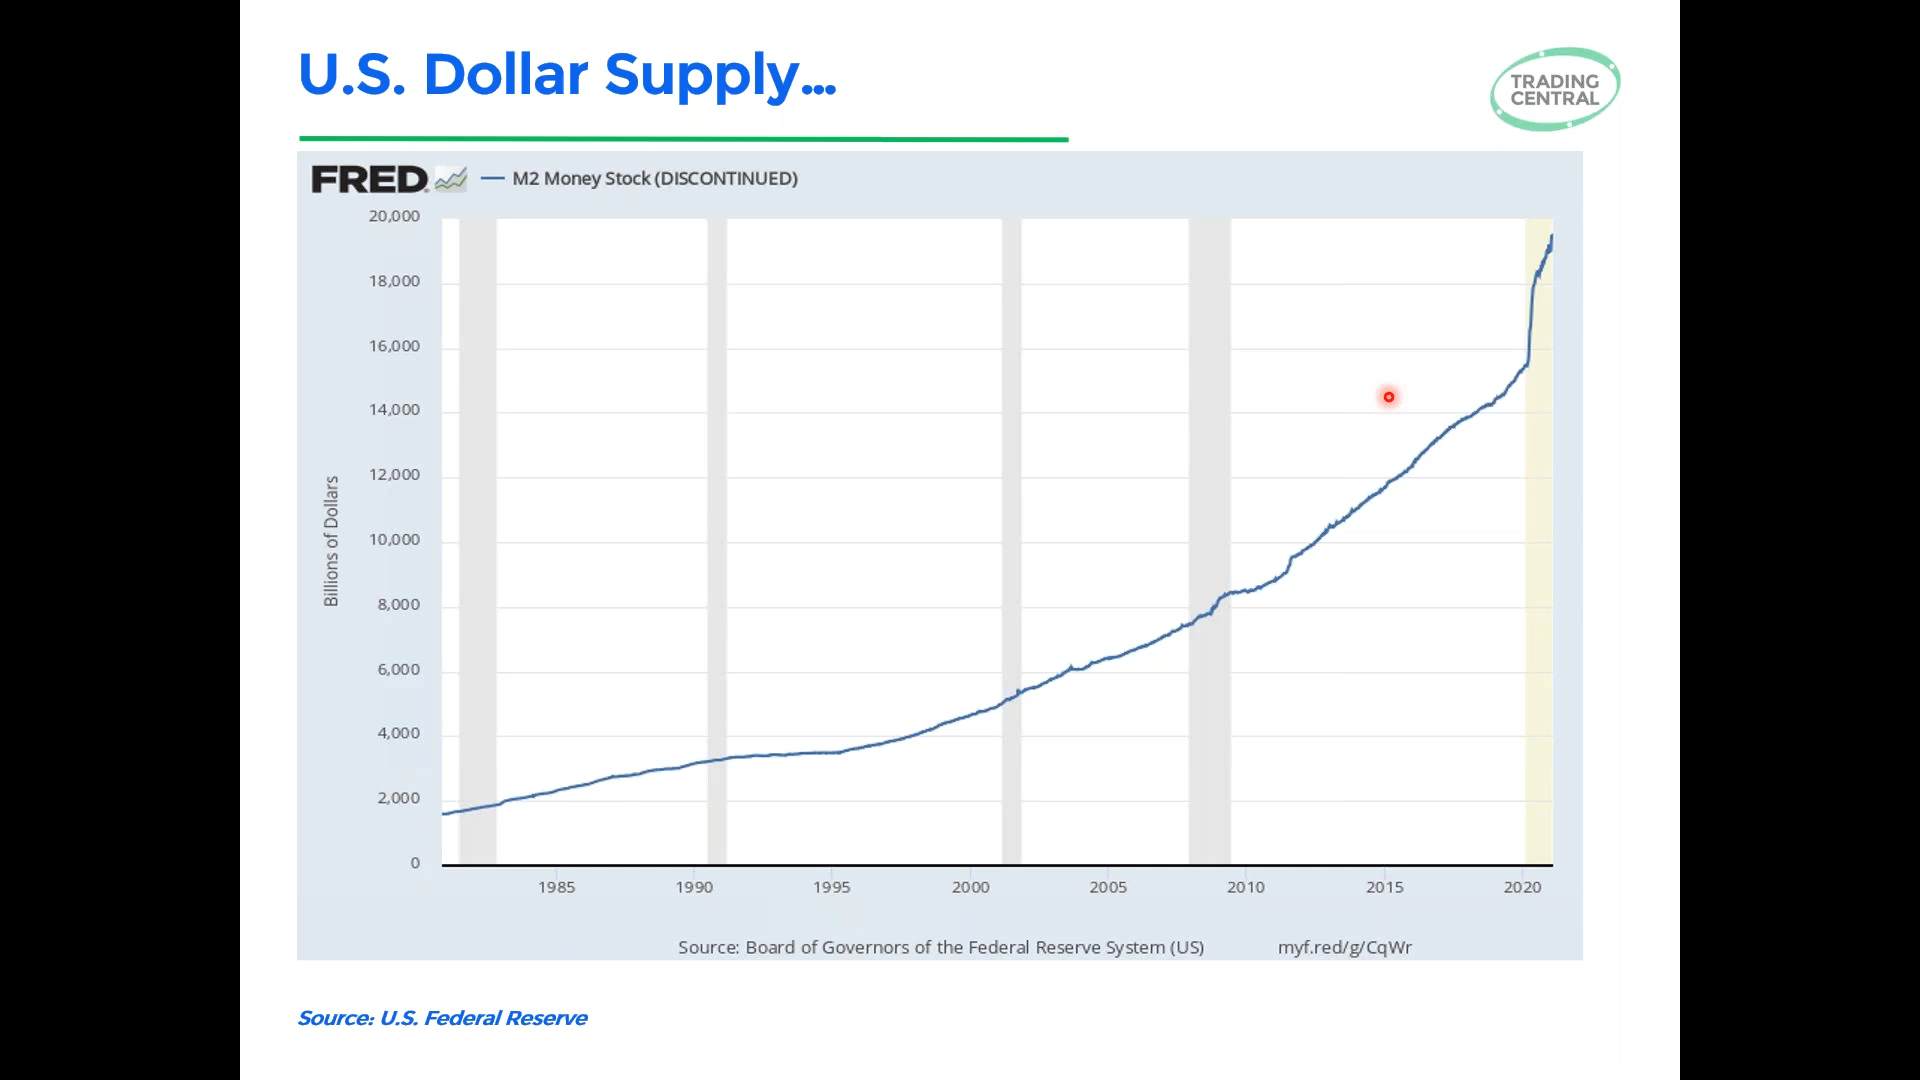 U.S. Dollar Supply...
TRADING
CENTRAL
FRED
M2 Money Stock (DISCONTINUED)
20,000
18,000
16,000
14,000
12,000
10,000
8,000
6,000
4,000
2,000
0
Billions of Dollars
1985 1990 1995 2000 2005 2010 2015 2020
Source: Board of Governors of the Federal Reserve System (US) myf.red/g/CqWr
Source: U.S. Federal Reserve